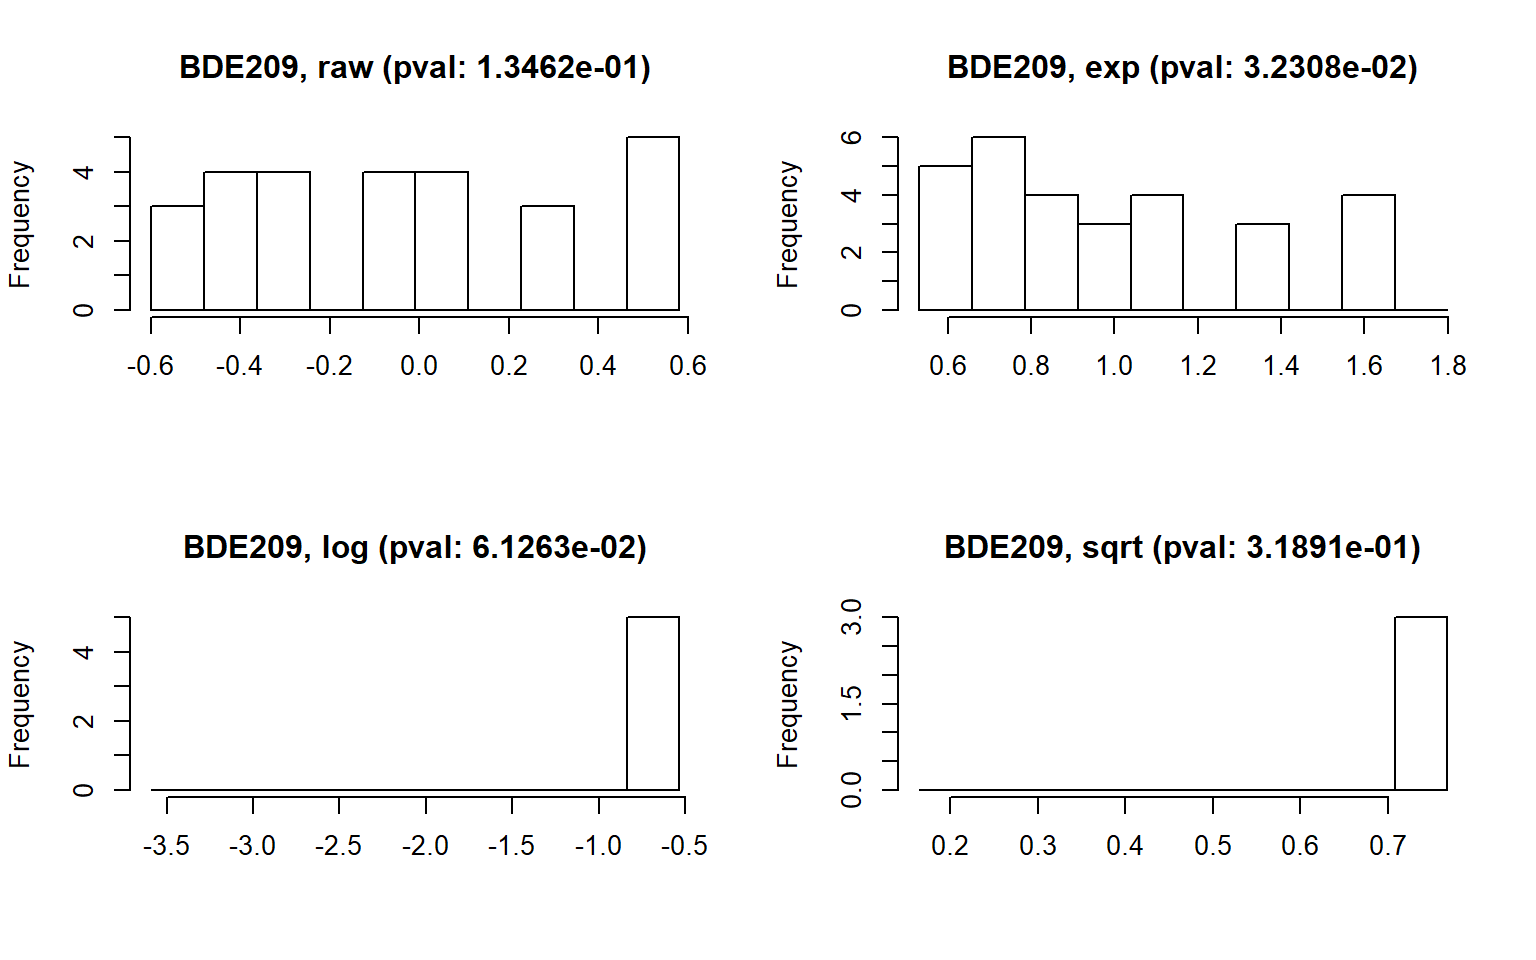 BDE209, raw (pval: 1.3462e-01)
Frequency
0 2 4
-0.6 -0.4 -0.2 0.0 0.2 0.4 0.6
BDE209, exp (pval: 3.2308e-02)
Frequency
0 2 4 6
0.6 0.8 1.0 1.2 1.4 1.6 1.8
BDE209, log (pval: 6.1263e-02)
Frequency
0 2 4
-3.5 -3.0 -2.5 -2.0 -1.5 -1.0 -0.5
BDE209, sqrt (pval: 3.1891e-01)
Frequency
0.0 1.5 3.0
0.2 0.3 0.4 0.5 0.6 0.7